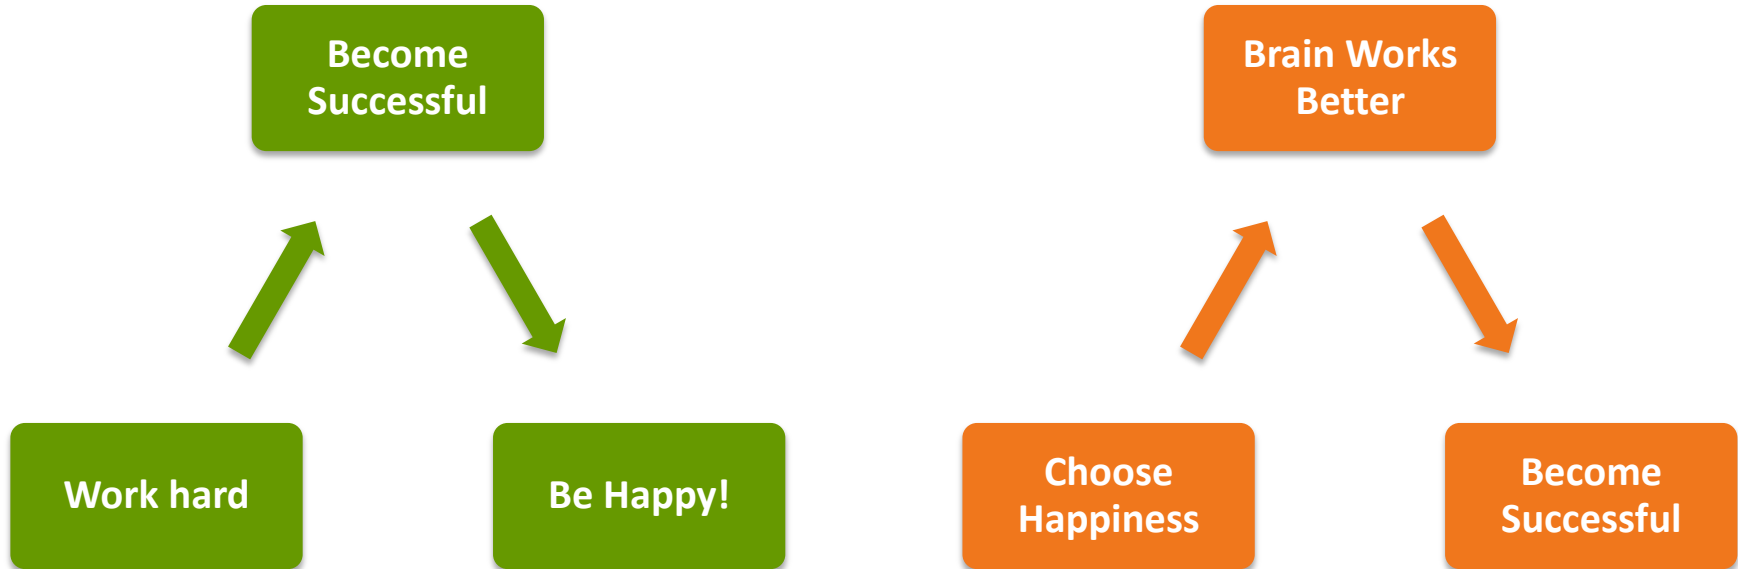 Become
Successful
Work hard
Be Happy!
Brain Works
Better
Choose
Happiness
Become
Successful